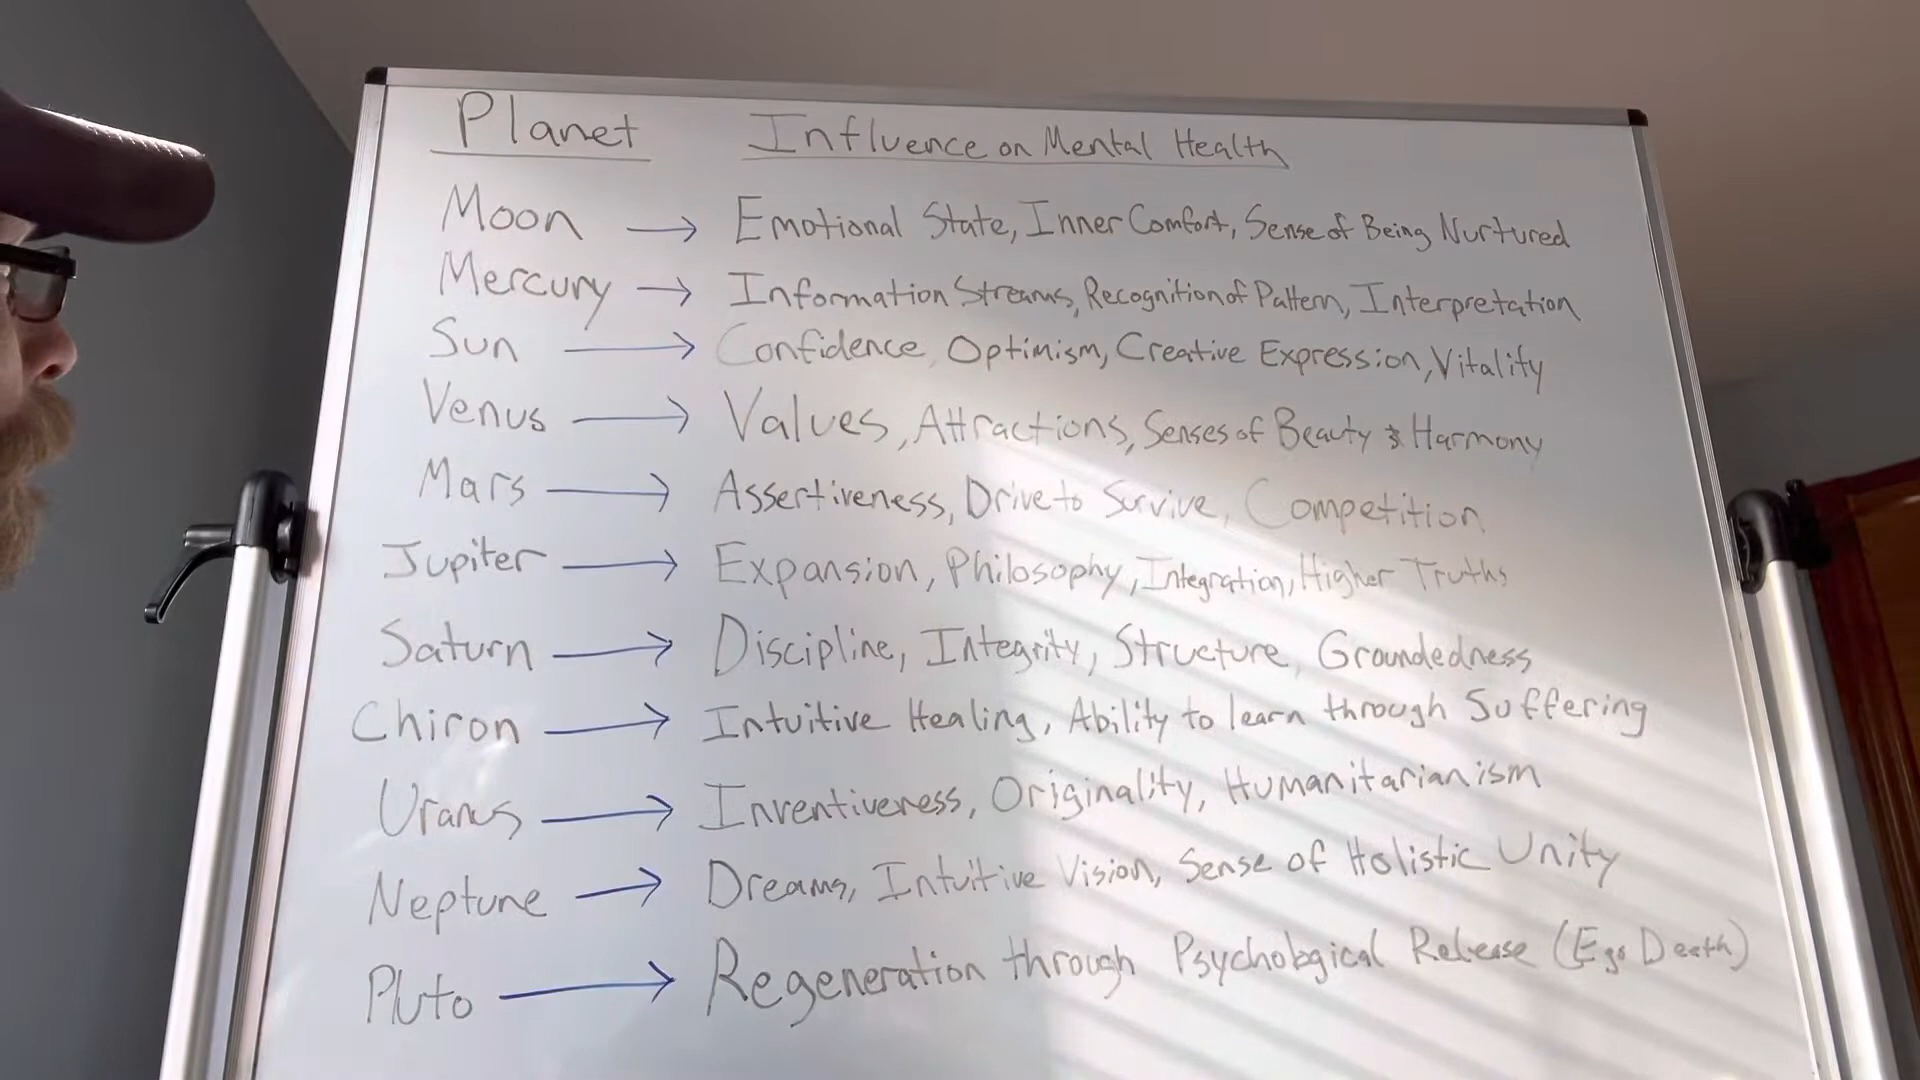 Planet Influence on Mental Health
Moon → Emotional State, Inner Comfort, Sense of Being Nurtured
Mercury → Information Streams, Recognition of Pattern, Interpretation
Sun → Confidence, Optimism, Creative Expression, Vitality
Venus → Values, Attractions, Senses of Beauty & Harmony
Mars → Assertiveness, Drive to Survive, Competition
Jupiter → Expansion, Philosophy, Integration, Higher Truths
Saturn → Discipline, Integrity, Structure, Groundedness
Chiron → Intuitive Healing, Ability to learn through Suffering
Uranus → Inventiveness, Originality, Humanitarianism
Neptune → Dreams, Intuitive Vision, Sense of Holistic Unity
Pluto → Regeneration through Psychological Release (Ego Death)